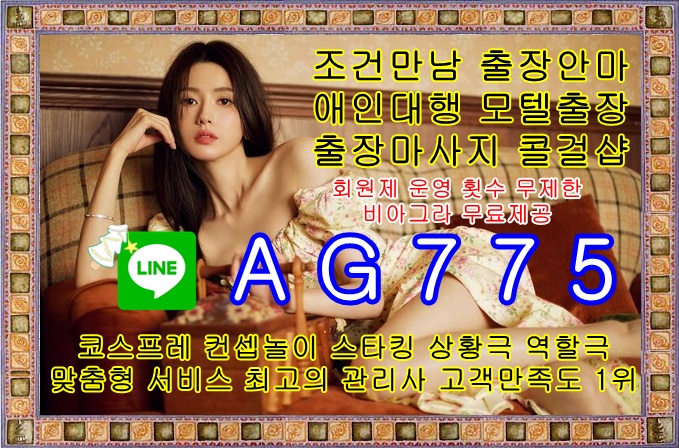 조건만남 출장안마
애인대행 모텔출장
출장마사지 콜걸샵
회원제 운영 횟수 무제한
비아그라 무료제공
LINE AG775
코스프레 컨셉놀이 스타킹 상황극 역할극
맞춤형 서비스 최고의 관리사 고객만족도 1위